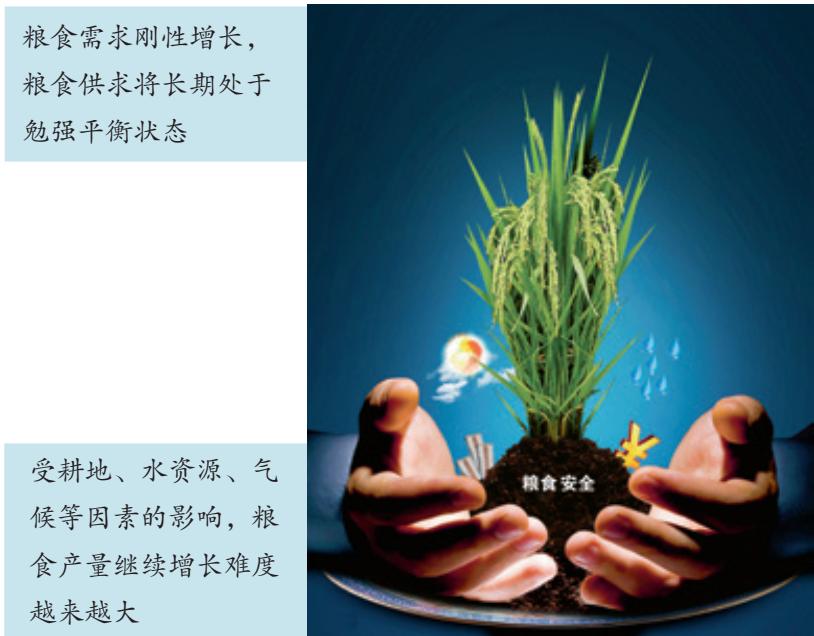 粮食需求刚性增长，
粮食供求将长期处于
勉强平衡状态
受耕地、水资源、气
候等因素的影响，粮
食产量继续增长难度
越来越大
粮食安全